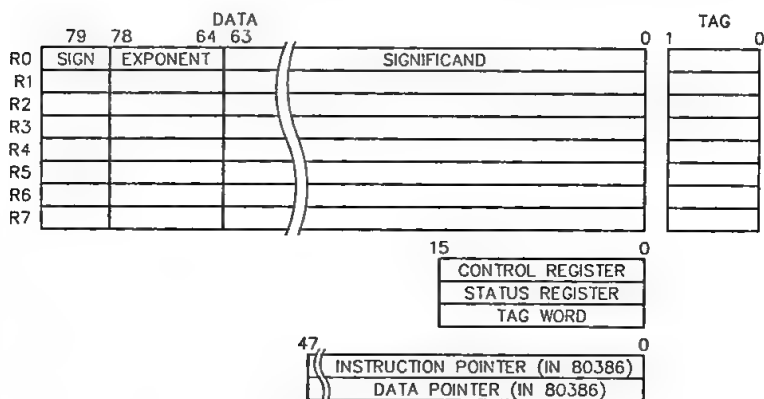 DATA TAG
79 78 64 63 0 1 0
R0 SIGN EXPONENT SIGNIFICAND
R1
R2
R3
R4
R5
R6
R7
15 0
CONTROL REGISTER
STATUS REGISTER
TAG WORD
47 0
INSTRUCTION POINTER (IN 80386)
DATA POINTER (IN 80386)